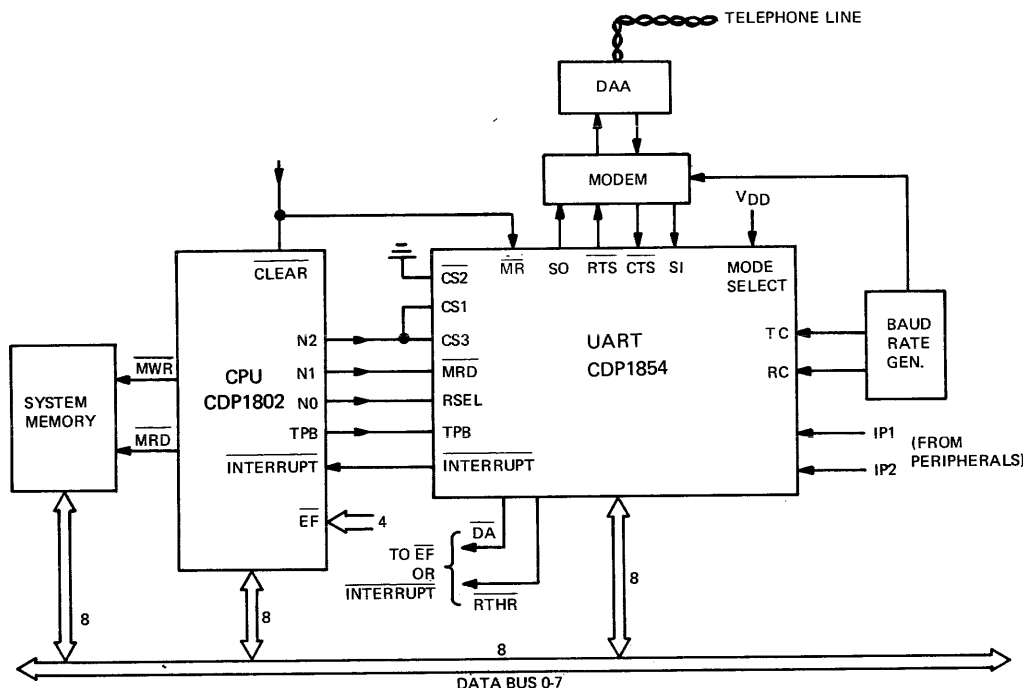 TELEPHONE LINE
DAA
MODEM
VDD
CLEAR
MR
SO
RTS
CTS
SI
MODE
SELECT
CS2
CS1
CS3
MRD
RSEL
TPB
INTERRUPT
UART
CDP1854
TC
RC
BAUD
RATE
GEN.
N2
N1
N0
TPB
INTERRUPT
EF
CPU
CDP1802
MWR
MRD
SYSTEM
MEMORY
IP1
IP2
(FROM
PERIPHERALS)
4
DA
TO EF
OR
INTERRUPT
RTHR
8
8
8
8
DATA BUS 0-7